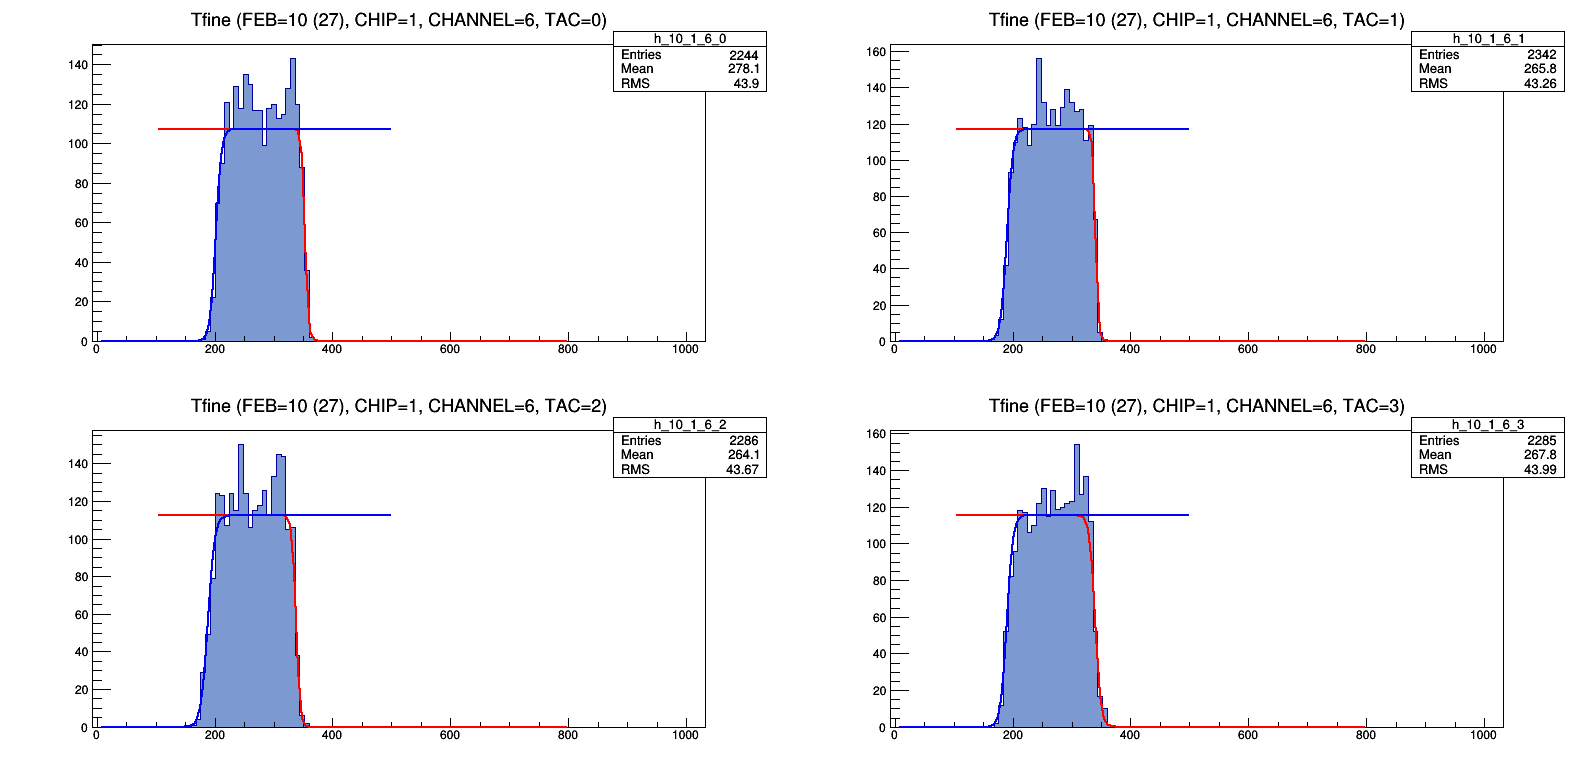 Tfine (FEB=10 (27), CHIP=1, CHANNEL=6, TAC=0)
h_10_1_6_0
Entries 2244
Mean 278.1
RMS 43.9
140
120
100
80
60
40
20
0
0 200 400 600 800 1000
Tfine (FEB=10 (27), CHIP=1, CHANNEL=6, TAC=1)
h_10_1_6_1
Entries 2342
Mean 265.8
RMS 43.26
160
140
120
100
80
60
40
20
0
0 200 400 600 800 1000
Tfine (FEB=10 (27), CHIP=1, CHANNEL=6, TAC=2)
h_10_1_6_2
Entries 2286
Mean 264.1
RMS 43.67
140
120
100
80
60
40
20
0
0 200 400 600 800 1000
Tfine (FEB=10 (27), CHIP=1, CHANNEL=6, TAC=3)
h_10_1_6_3
Entries 2285
Mean 267.8
RMS 43.99
160
140
120
100
80
60
40
20
0
0 200 400 600 800 1000